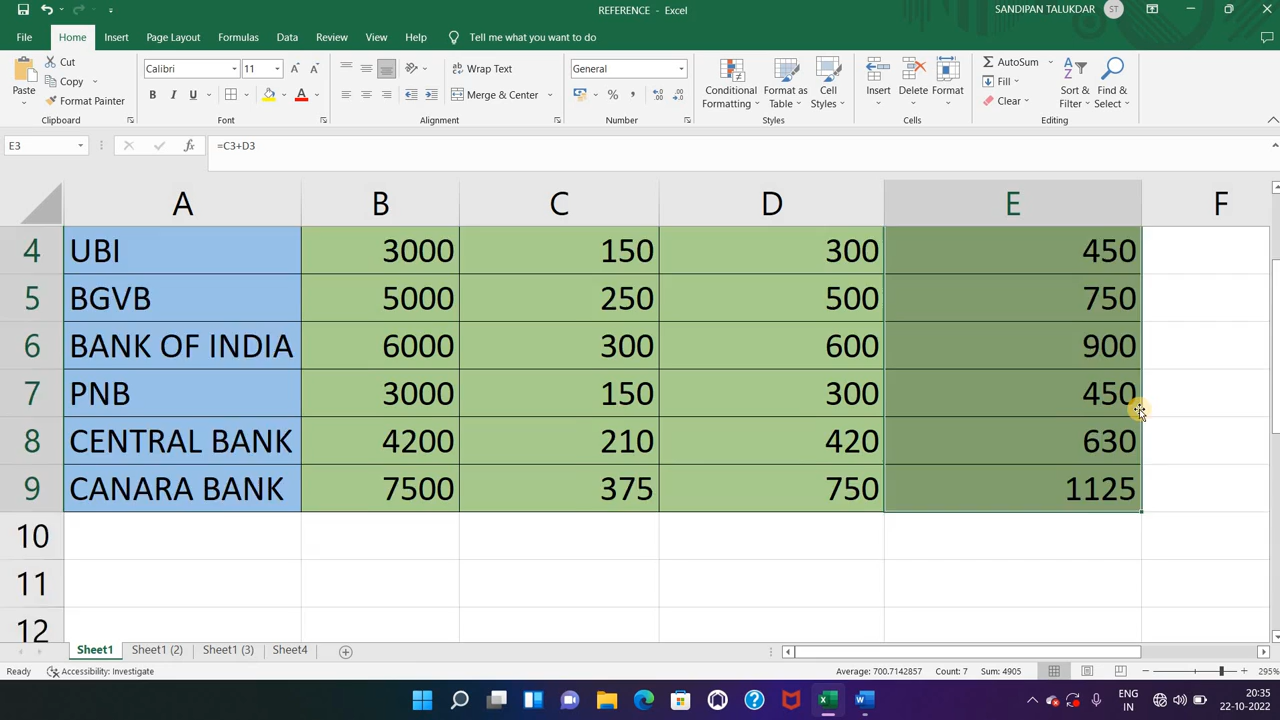 REFERENCE - Excel
SANDIPAN TALUKDAR ST
File Home Insert Page Layout Formulas Data Review View Help Tell me what you want to do
Paste
Cut
Copy
Format Painter
Clipboard
Calibri 11
B I U
Font
Wrap Text
Merge & Center
Alignment
General
Number
Conditional Formatting
Format as Table
Cell Styles
Styles
Insert
Delete
Format
Cells
AutoSum
Fill
Clear
Sort & Filter
Find & Select
Editing
E3 fx =C3+D3
A B C D E F
4 UBI 3000 150 300 450
5 BGVB 5000 250 500 750
6 BANK OF INDIA 6000 300 600 900
7 PNB 3000 150 300 450
8 CENTRAL BANK 4200 210 420 630
9 CANARA BANK 7500 375 750 1125
10
11
12
Sheet1 Sheet1 (2) Sheet1 (3) Sheet4
Ready Accessibility: Investigate Average: 700.7142857 Count: 7 Sum: 4905 295%
ENG
IN
20:35
22-10-2022